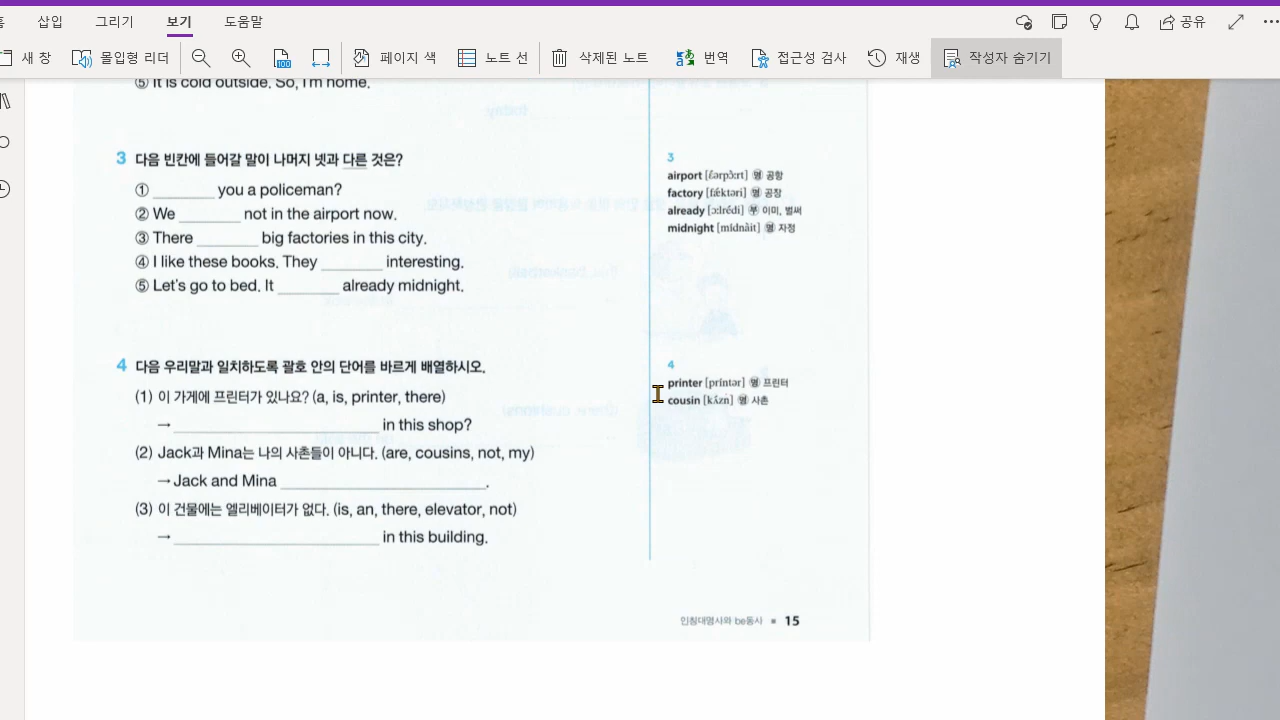 삽입 그리기 보기 도움말 공유
새 창 몰입형 리더 페이지 색 노트 선 삭제된 노트 번역 접근성 검사 재생 작성자 숨기기
⑤ It is cold outside. So, I'm home.
3 다음 빈칸에 들어갈 말이 나머지 넷과 다른 것은?
① ______ you a policeman?
② We ______ not in the airport now.
③ There ______ big factories in this city.
④ I like these books. They ______ interesting.
⑤ Let's go to bed. It ______ already midnight.
3
airport [ɛ́ərpɔ̀ːrt] 명 공항
factory [fǽktəri] 명 공장
already [ɔːlrédi] 부 이미, 벌써
midnight [mídnàit] 명 자정
4 다음 우리말과 일치하도록 괄호 안의 단어를 바르게 배열하시오.
(1) 이 가게에 프린터가 있나요? (a, is, printer, there)
→ ______ in this shop?
(2) Jack과 Mina는 나의 사촌들이 아니다. (are, cousins, not, my)
→ Jack and Mina ______.
(3) 이 건물에는 엘리베이터가 없다. (is, an, there, elevator, not)
→ ______ in this building.
4
printer [príntər] 명 프린터
cousin [kʌ́zn] 명 사촌
인칭대명사와 be동사 ■ 15